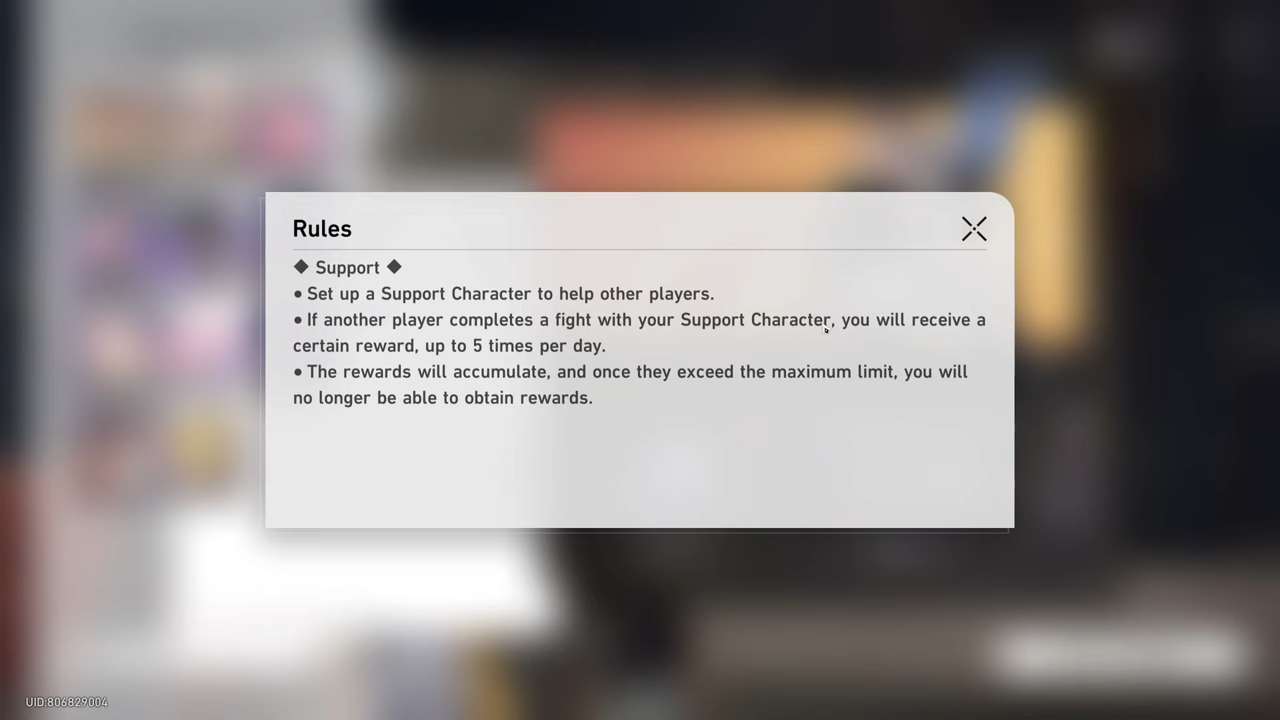 Rules
◆ Support ◆
● Set up a Support Character to help other players.
● If another player completes a fight with your Support Character, you will receive a
certain reward, up to 5 times per day.
● The rewards will accumulate, and once they exceed the maximum limit, you will
no longer be able to obtain rewards.
UID:806829004